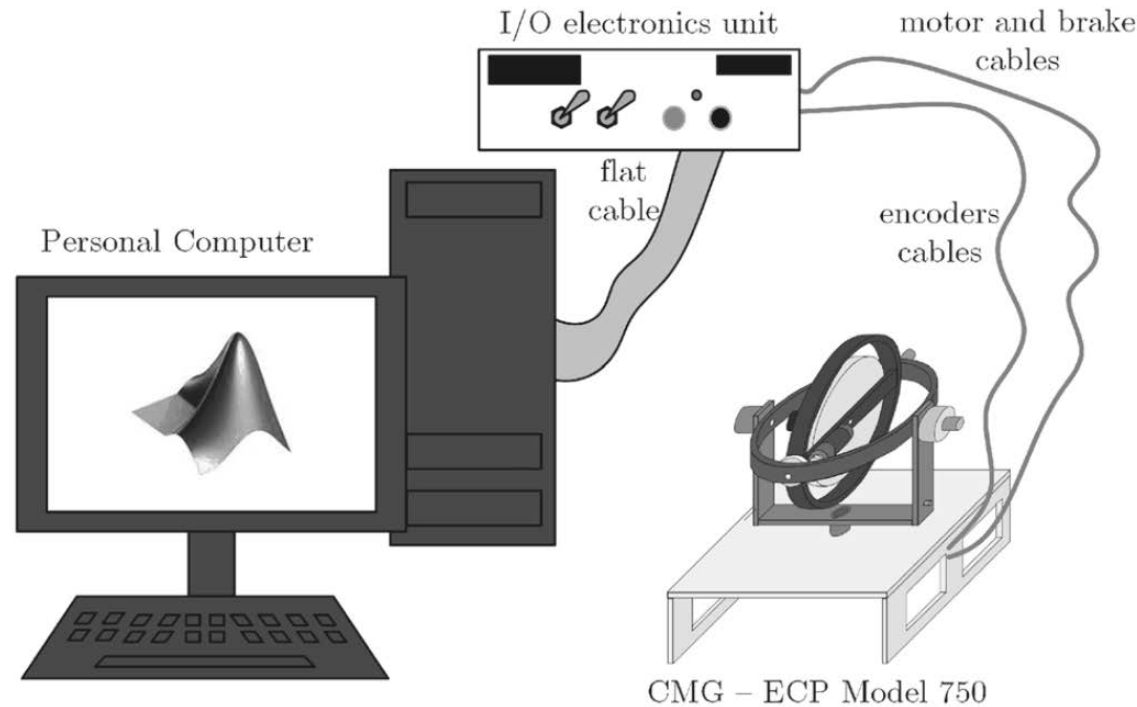 I/O electronics unit
motor and brake
cables
flat
cable
encoders
cables
Personal Computer
CMG – ECP Model 750